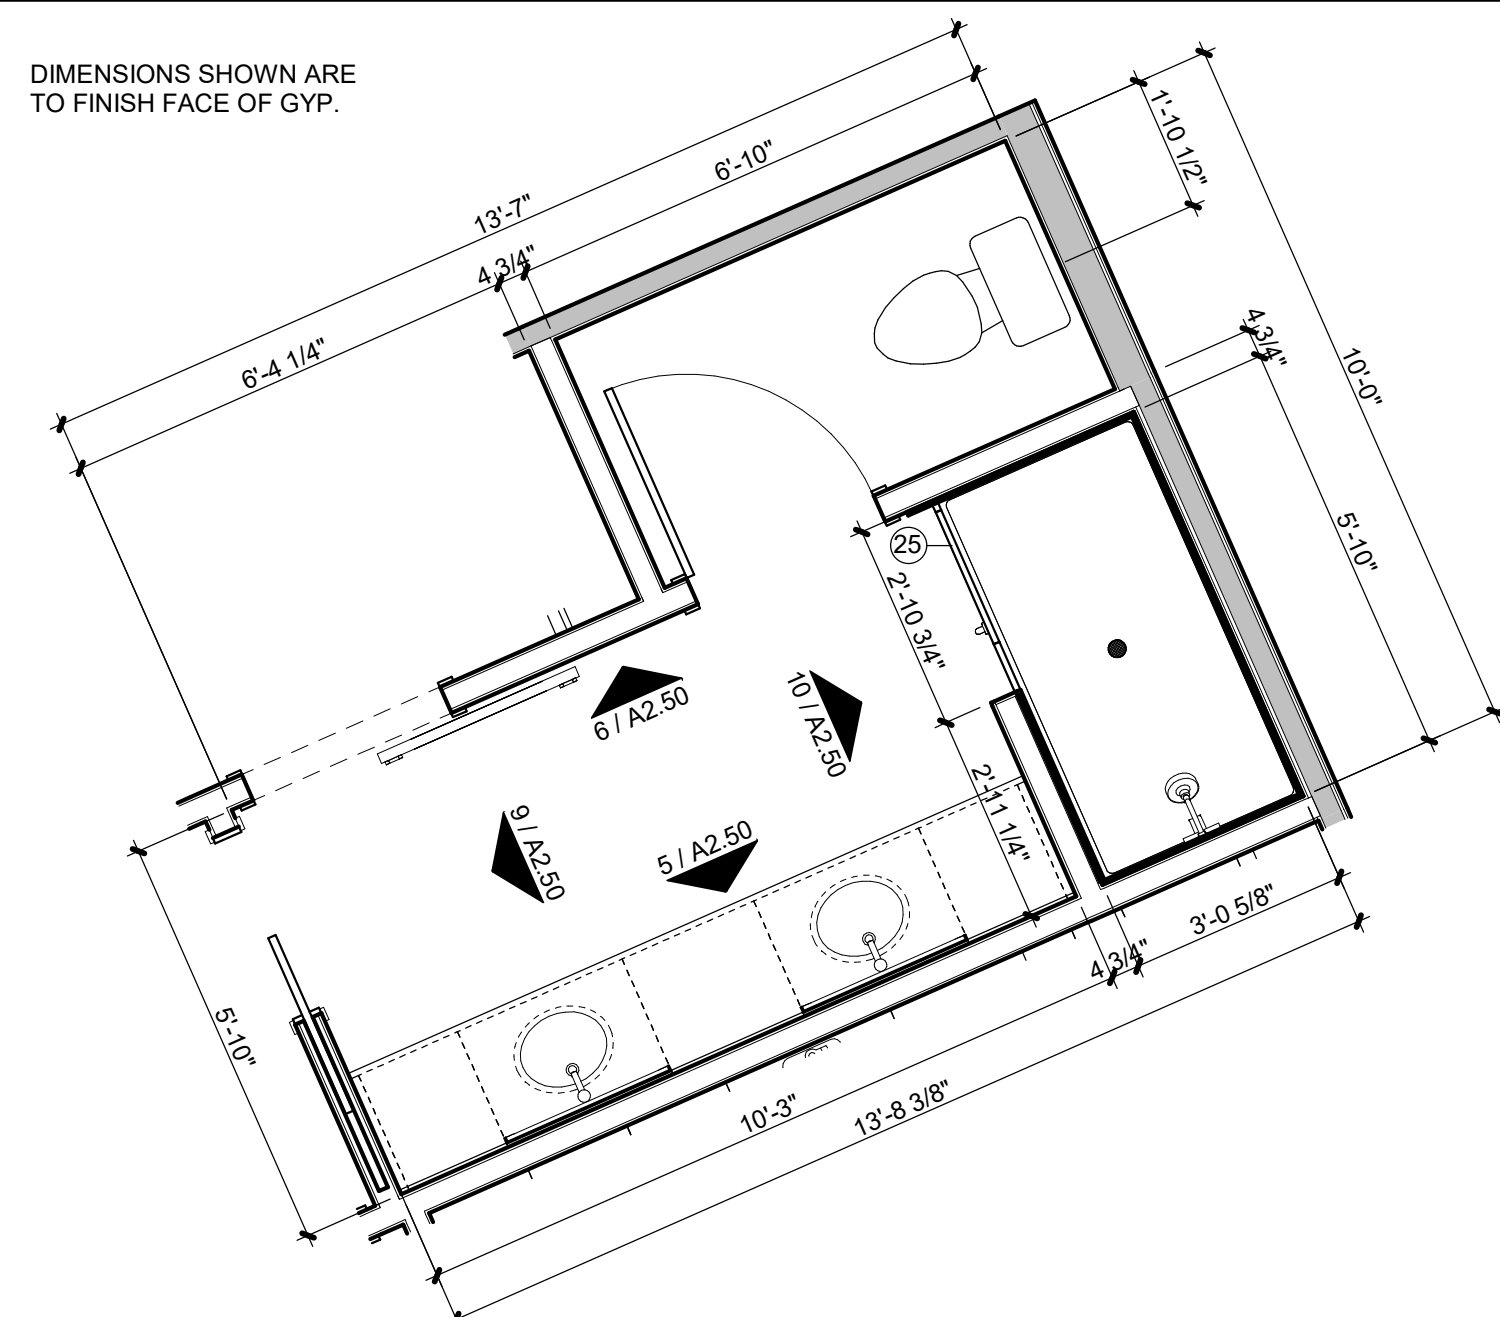 DIMENSIONS SHOWN ARE
TO FINISH FACE OF GYP.
13'-7"
6'-10"
4 3/4"
6'-4 1/4"
1'-10 1/2"
4 3/4"
10'-0"
5'-10"
25
2'-10 3/4"
6 / A2.50
10 / A2.50
9 / A2.50
5 / A2.50
2'-11 1/4"
5'-10"
3'-0 5/8"
4 3/4"
10'-3"
13'-8 3/8"